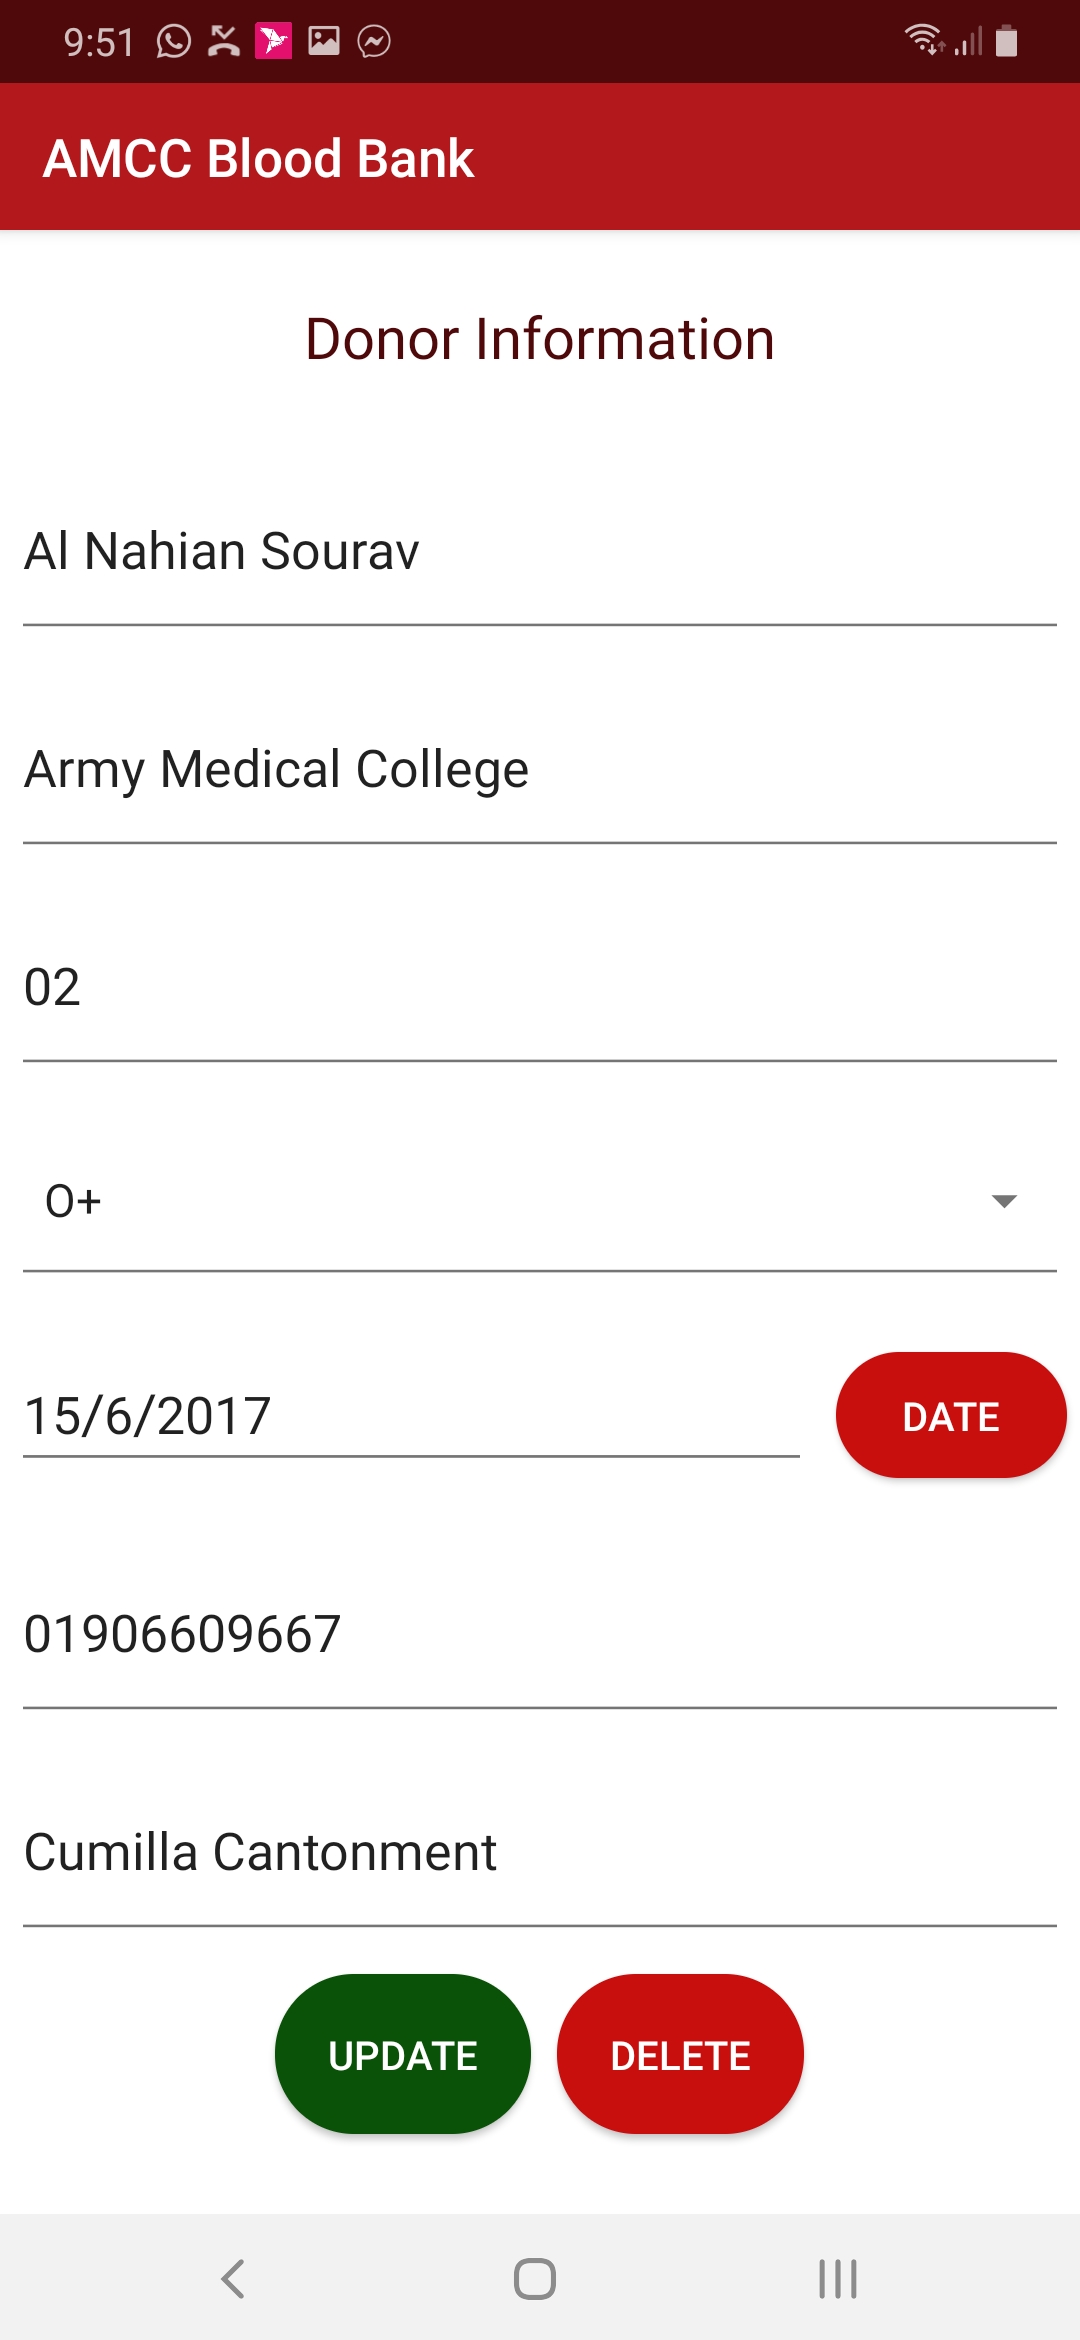 9:51
AMCC Blood Bank
Donor Information
Al Nahian Sourav
Army Medical College
02
O+
15/6/2017
DATE
01906609667
Cumilla Cantonment
UPDATE
DELETE